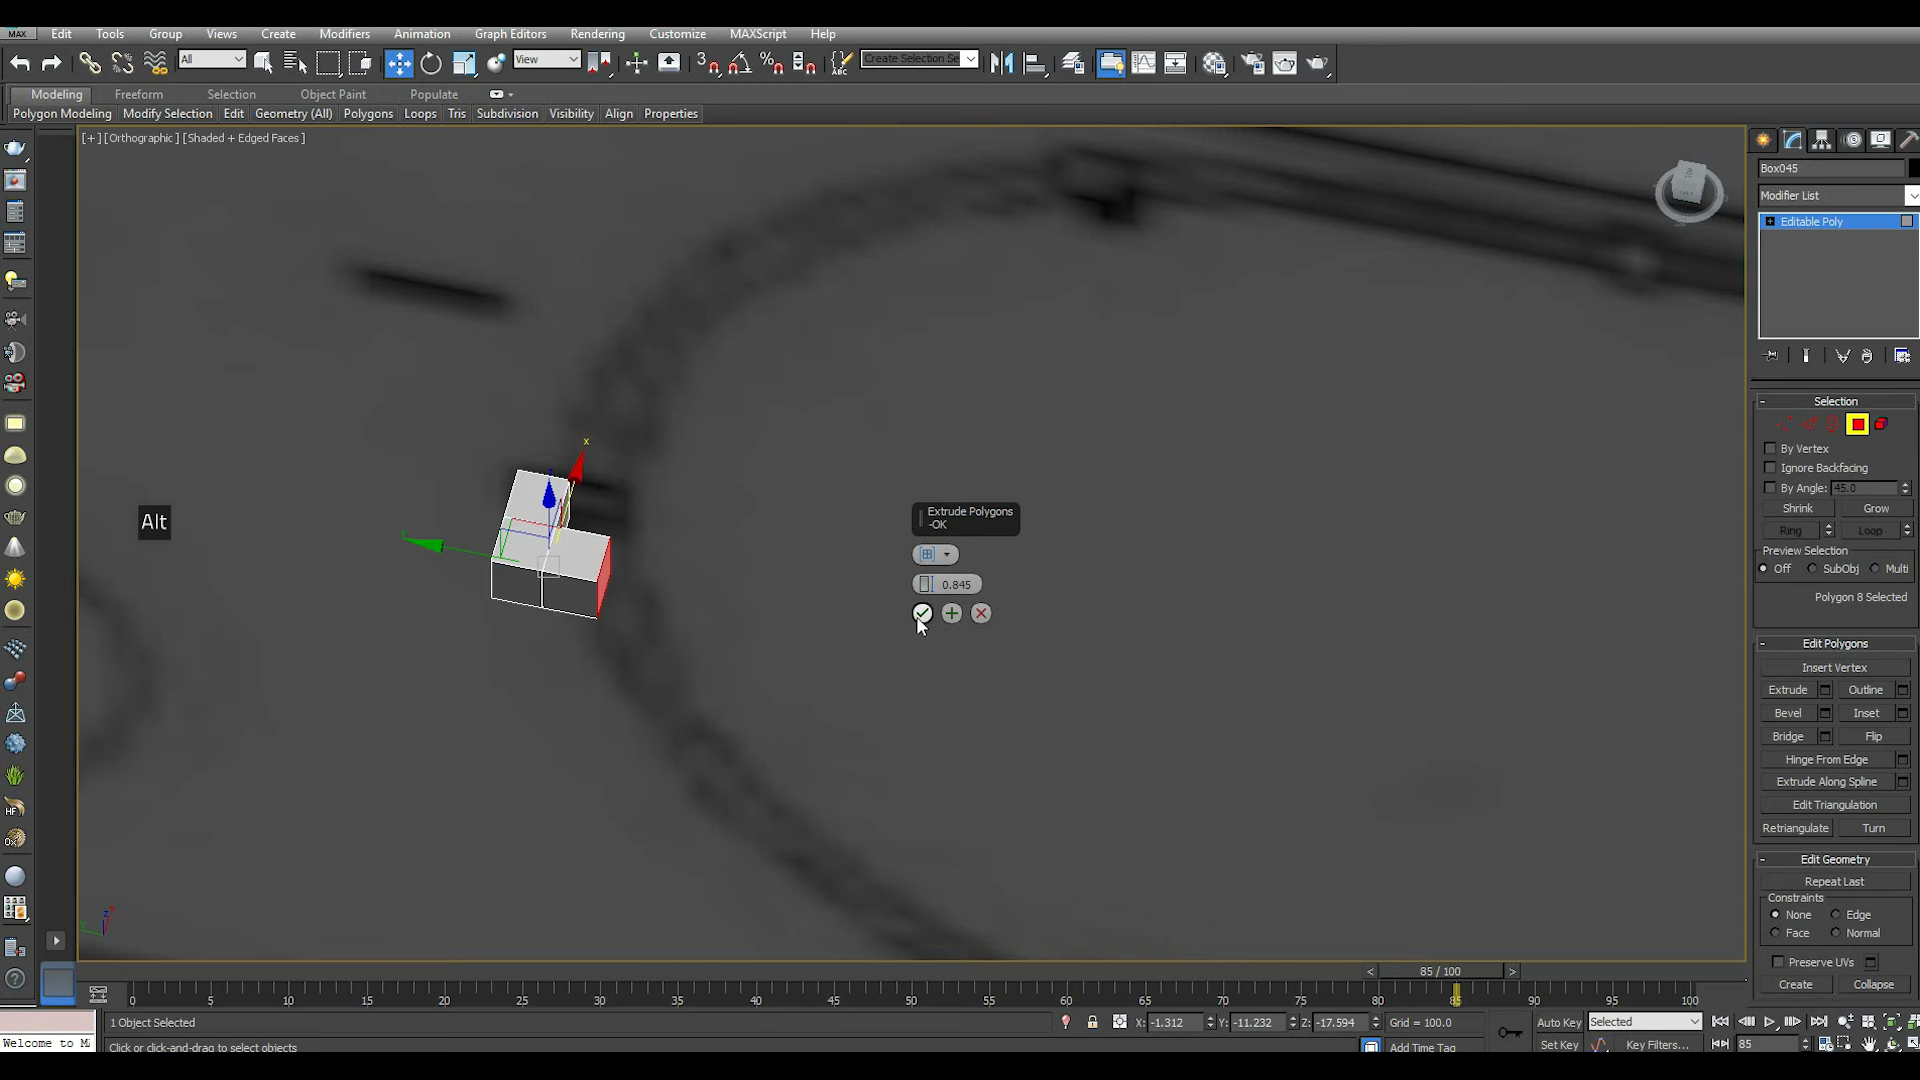 MAX Edit Tools Group Views Create Modifiers Animation Graph Editors Rendering Customize MAXScript Help
All View 3 Create Selection Se
Modeling Freeform Selection Object Paint Populate
Polygon Modeling Modify Selection Edit Geometry (All) Polygons Loops Tris Subdivision Visibility Align Properties
[+] [Orthographic] [Shaded + Edged Faces]
Box045
Modifier List
Editable Poly
Selection
By Vertex
Ignore Backfacing
By Angle: 45.0
Shrink Grow
Ring Loop
Preview Selection
Off SubObj Multi
Polygon 8 Selected
Edit Polygons
Insert Vertex
Extrude Outline
Bevel Inset
Bridge Flip
Hinge From Edge
Extrude Along Spline
Edit Triangulation
Retriangulate Turn
Edit Geometry
Repeat Last
Constraints
None Edge
Face Normal
Preserve UVs
Create Collapse
x
Alt
Extrude Polygons
-OK
0.845
HF
< 85 / 100 >
0 5 10 15 20 25 30 35 40 45 50 55 60 65 70 75 80 85 90 95 100
1 Object Selected X: -1.312 Y: -11.232 Z: -17.594 Grid = 100.0 Auto Key Selected
Welcome to MA Click or click-and-drag to select objects Add Time Tag Set Key Key Filters... 85